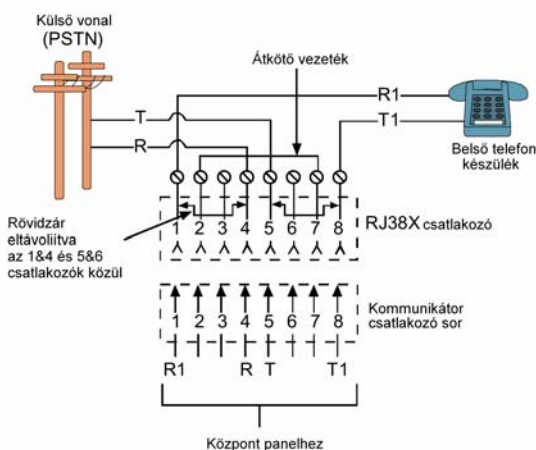 Külső vonal
(PSTN)
Átkötő vezeték
R1
T
T1
R
Belső telefon
készülék
Rövidzár
eltávolíitva
az 1&4 és 5&6
csatlakozók közül
1 2 3 4 5 6 7 8
RJ38X csatlakozó
1 2 3 4 5 6 7 8
Kommunikátor
csatlakozó sor
R1 R T T1
Központ panelhez